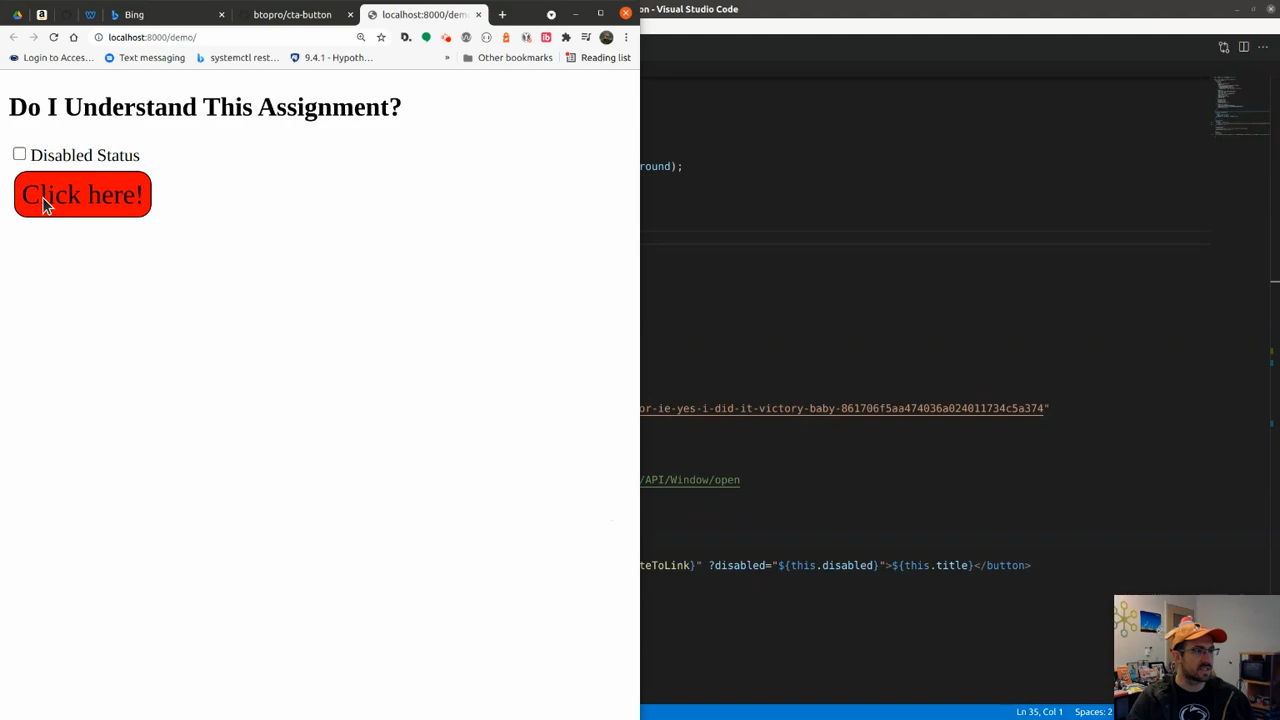 Bing
btopro/cta-button
localhost:8000/demo
on - Visual Studio Code
localhost:8000/demo/
Login to Acces...
Text messaging
systemctl rest...
9.4.1 - Hypoth...
»
Other bookmarks
Reading list
Do I Understand This Assignment?
Disabled Status
Click here!
round);
or-ie-yes-i-did-it-victory-baby-861706f5aa474036a024011734c5a374"
/API/Window/open
teToLink}" ?disabled="${this.disabled}">${this.title}</button>
Ln 35, Col 1
Spaces: 2